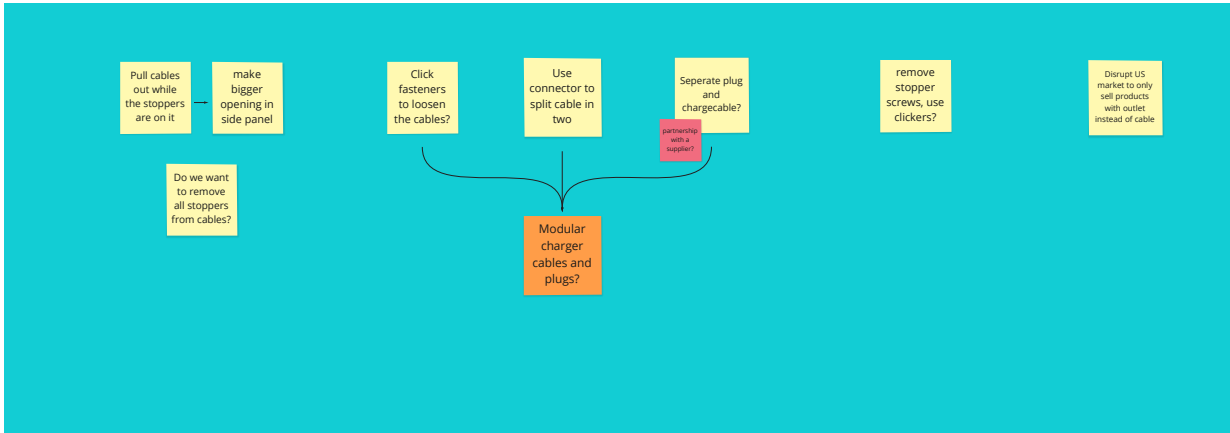 Pull cables
out while
the stoppers
are on it
make
bigger
opening in
side panel
Do we want
to remove
all stoppers
from cables?
Click
fasteners
to loosen
the cables?
Use
connector to
split cable in
two
Seperate plug
and
chargecable?
partnership
with a
supplier?
Modular
charger
cables and
plugs?
remove
stopper
screws, use
clickers?
Disrupt US
market to only
sell products
with outlet
instead of cable